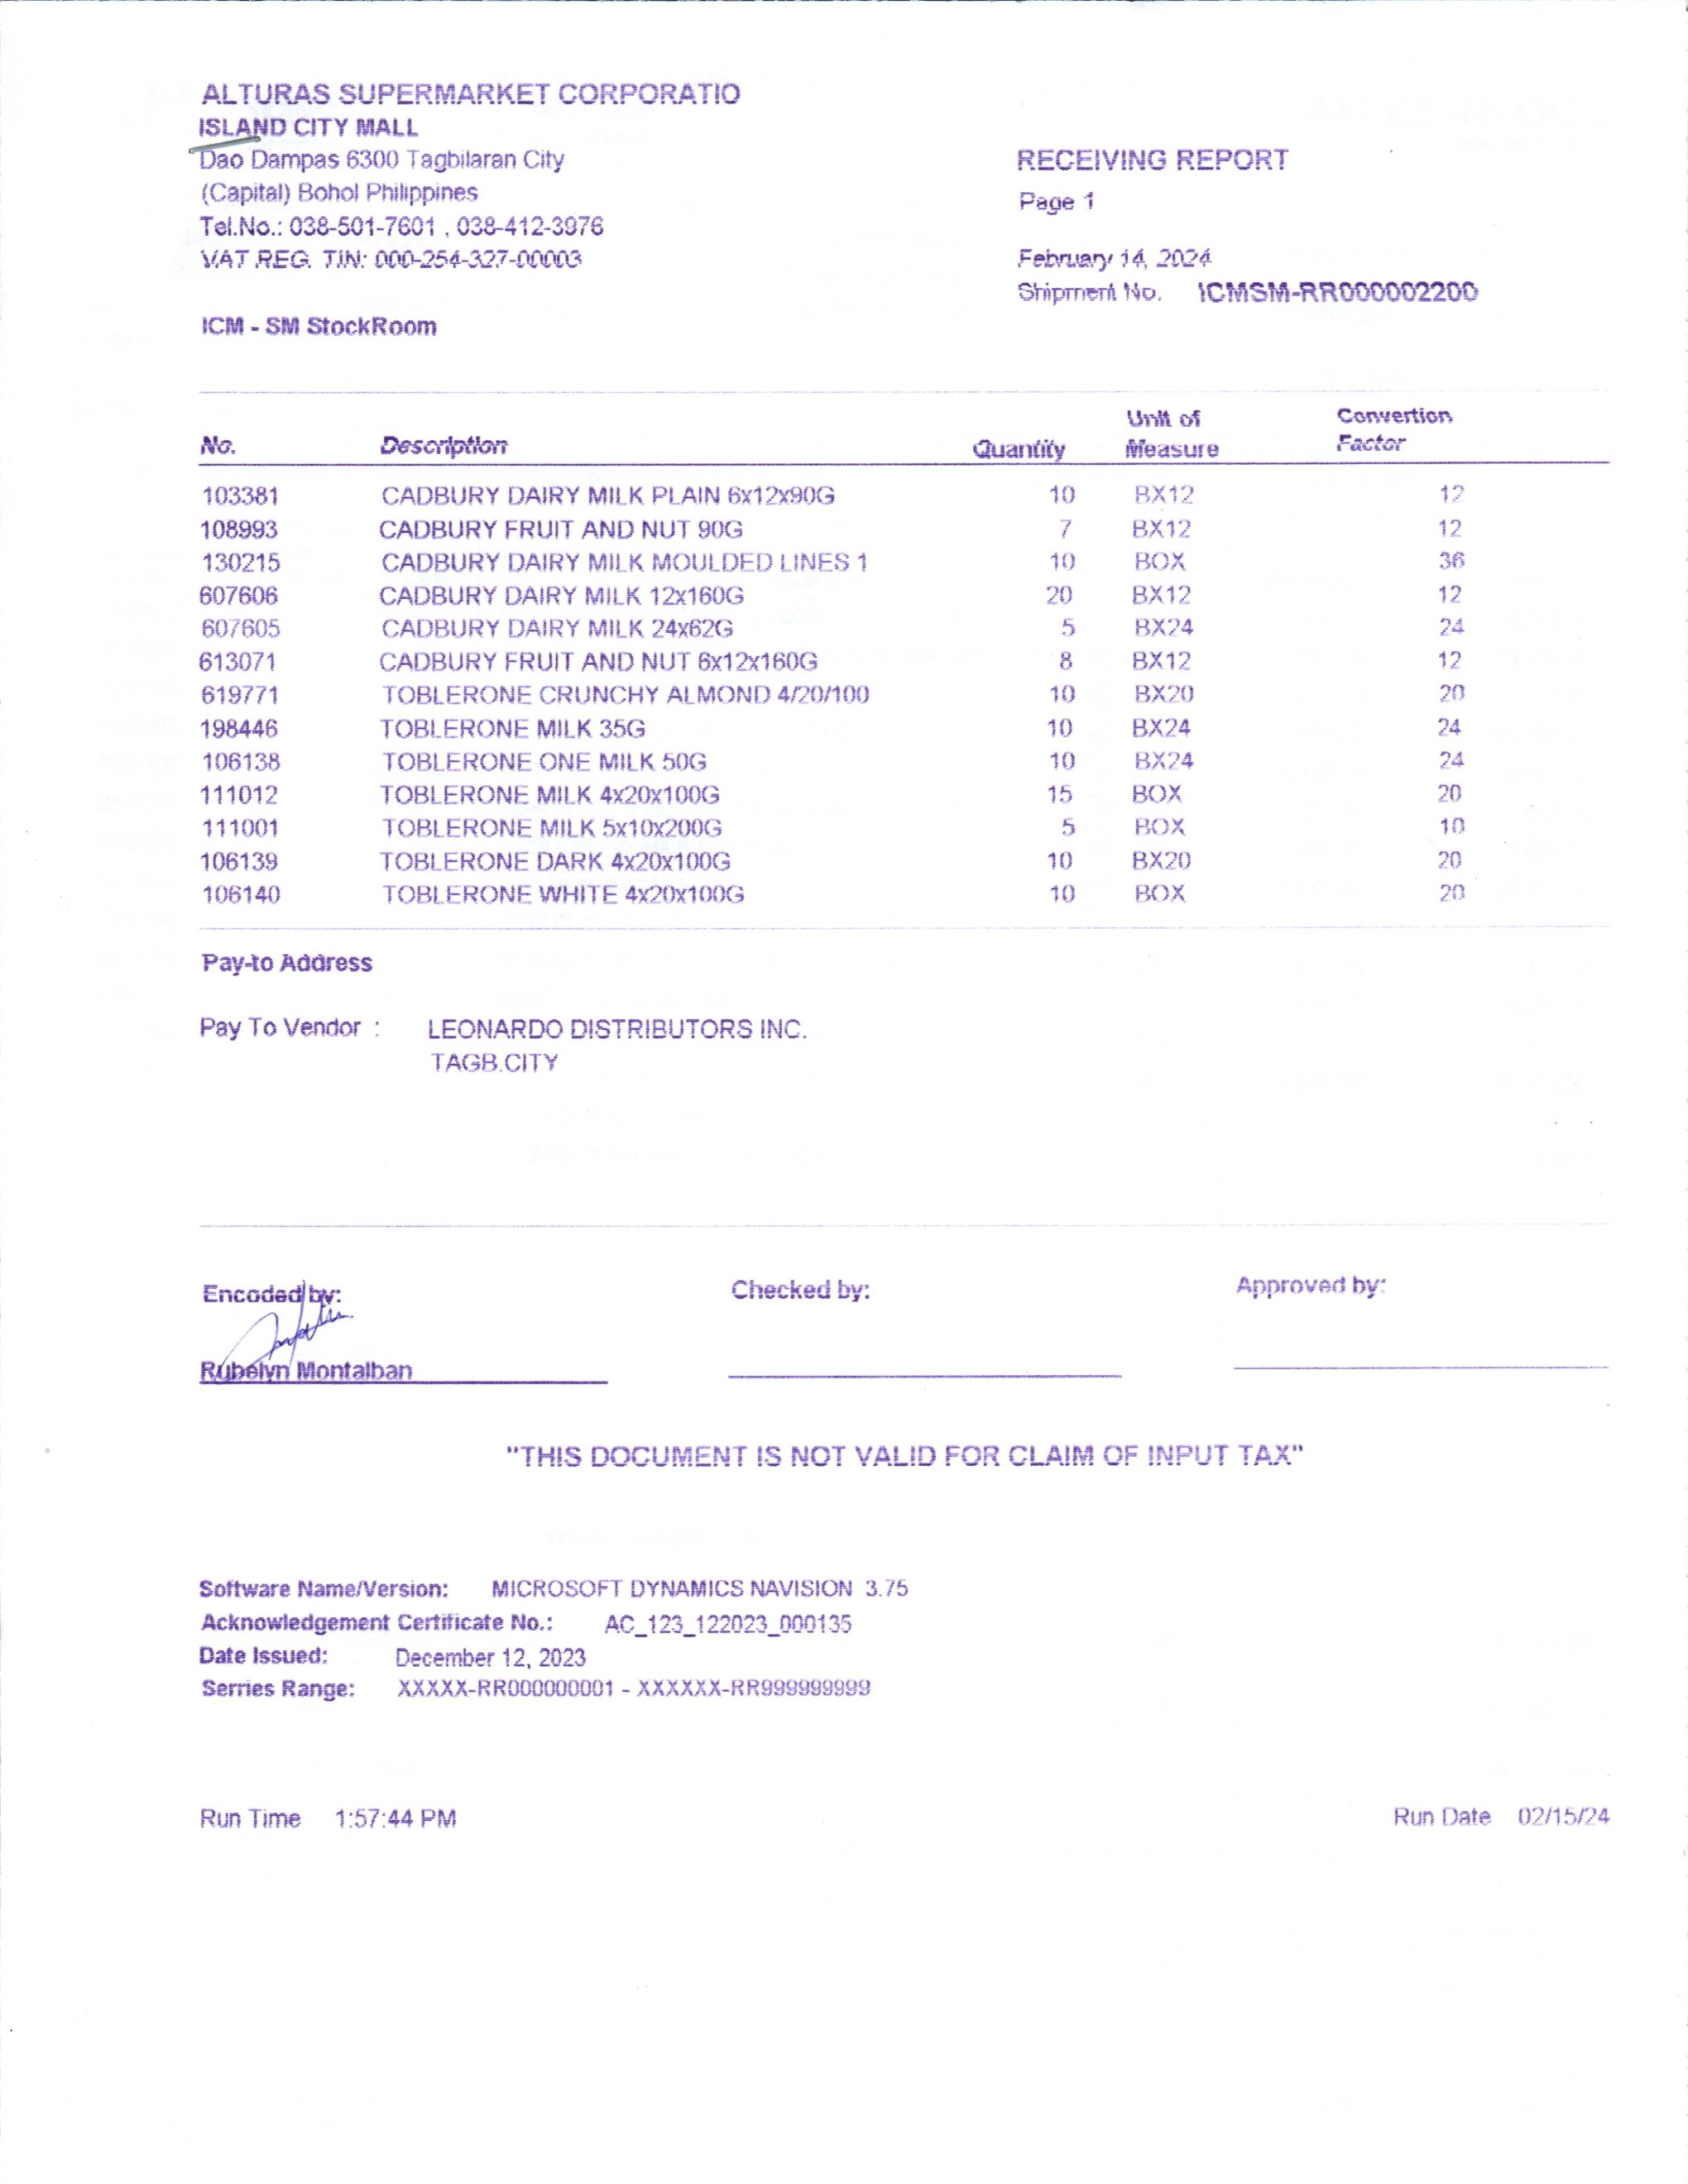 ALTURAS SUPERMARKET CORPORATIO
ISLAND CITY MALL
Dao Dampas 6300 Tagbilaran City
(Capital) Bohol Philippines
Tel.No.: 038-501-7601 , 038-412-3976
VAT REG. TIN: 000-254-327-00003
RECEIVING REPORT
Page 1
February 14, 2024
Shipment No. ICMSM-RR000002200
ICM - SM StockRoom
No. Description Quantity Unit of Measure Convertion Factor
103381 CADBURY DAIRY MILK PLAIN 6x12x90G 10 BX12 12
108993 CADBURY FRUIT AND NUT 90G 7 BX12 12
130215 CADBURY DAIRY MILK MOULDED LINES 1 10 BOX 36
607606 CADBURY DAIRY MILK 12x160G 20 BX12 12
607605 CADBURY DAIRY MILK 24x62G 5 BX24 24
613071 CADBURY FRUIT AND NUT 6x12x160G 8 BX12 12
619771 TOBLERONE CRUNCHY ALMOND 4/20/100 10 BX20 20
198446 TOBLERONE MILK 35G 10 BX24 24
106138 TOBLERONE ONE MILK 50G 10 BX24 24
111012 TOBLERONE MILK 4x20x100G 15 BOX 20
111001 TOBLERONE MILK 5x10x200G 5 BOX 10
106139 TOBLERONE DARK 4x20x100G 10 BX20 20
106140 TOBLERONE WHITE 4x20x100G 10 BOX 20
Pay-to Address
Pay To Vendor : LEONARDO DISTRIBUTORS INC.
TAGB.CITY
Encoded by: Checked by: Approved by:
Rubelyn Montalban
"THIS DOCUMENT IS NOT VALID FOR CLAIM OF INPUT TAX"
Software Name/Version: MICROSOFT DYNAMICS NAVISION 3.75
Acknowledgement Certificate No.: AC_123_122023_000135
Date Issued: December 12, 2023
Serries Range: XXXXX-RR000000001 - XXXXXX-RR999999999
Run Time 1:57:44 PM Run Date 02/15/24